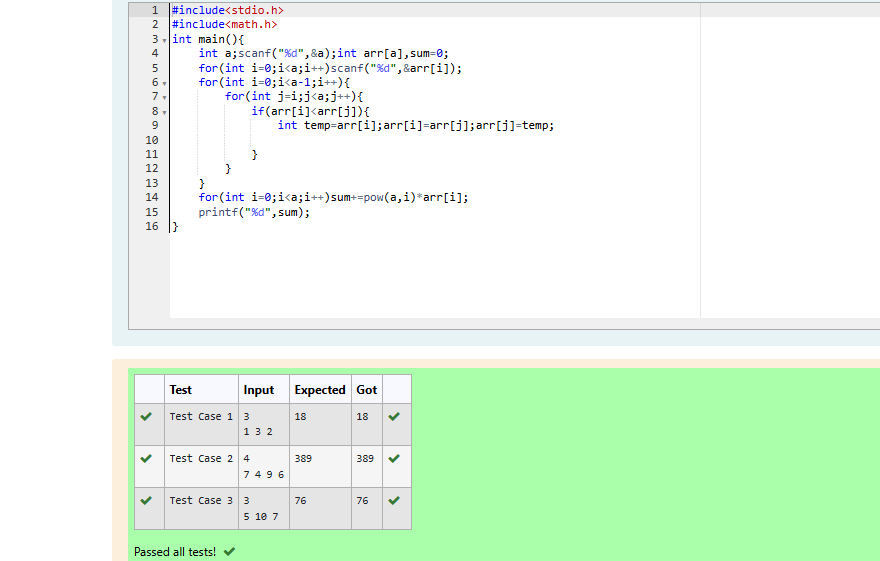 1 #include<stdio.h>
2 #include<math.h>
3 int main(){
4     int a;scanf("%d",&a);int arr[a],sum=0;
5     for(int i=0;i<a;i++)scanf("%d",&arr[i]);
6     for(int i=0;i<a-1;i++){
7         for(int j=i;j<a;j++){
8             if(arr[i]<arr[j]){
9                 int temp=arr[i];arr[i]=arr[j];arr[j]=temp;
10
11             }
12         }
13     }
14     for(int i=0;i<a;i++)sum+=pow(a,i)*arr[i];
15     printf("%d",sum);
16 }
Test Input Expected Got
Test Case 1 3 18 18
1 3 2
Test Case 2 4 389 389
7 4 9 6
Test Case 3 3 76 76
5 10 7
Passed all tests!